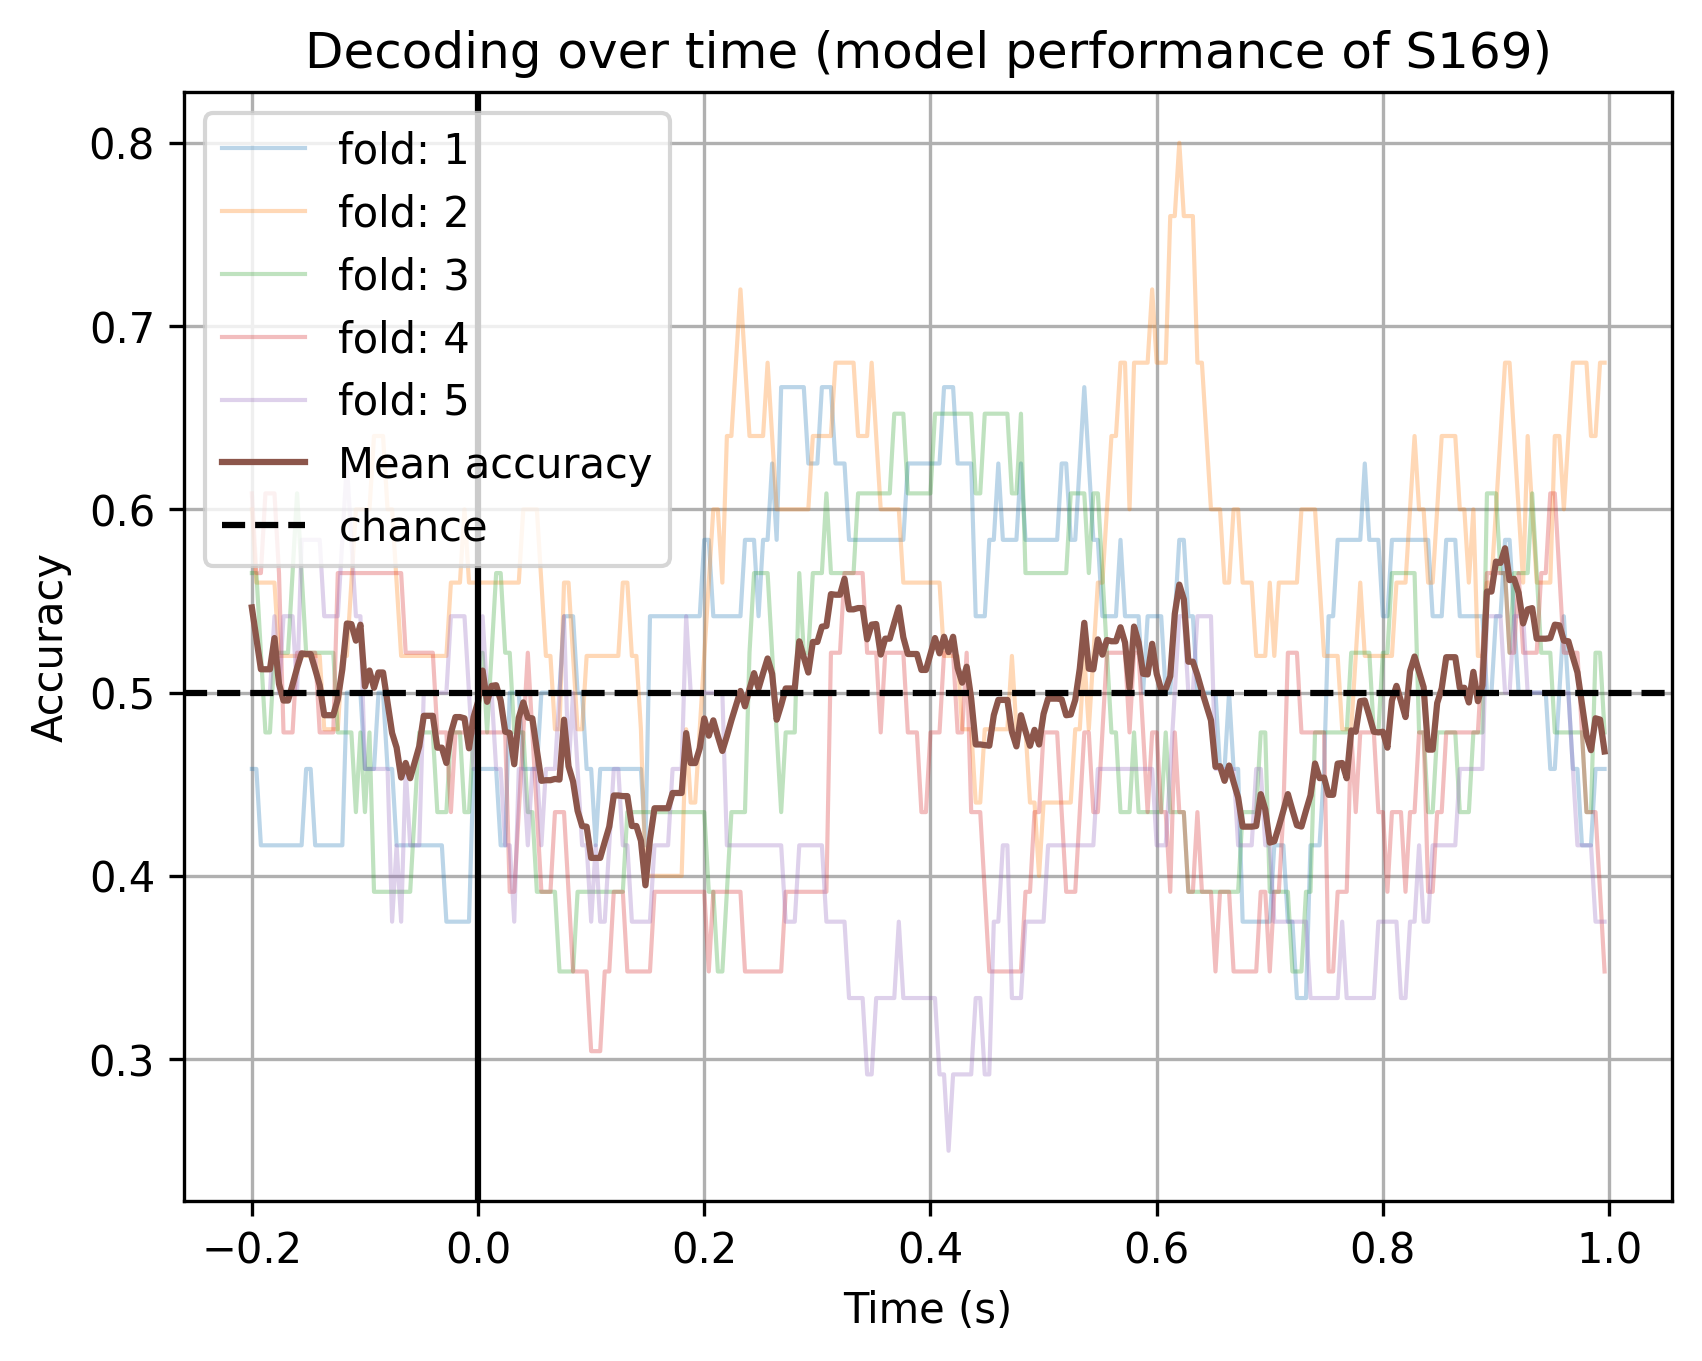 Decoding over time (model performance of S169)
0.8
0.7
0.6
0.5
0.4
0.3
Accuracy
fold: 1
fold: 2
fold: 3
fold: 4
fold: 5
Mean accuracy
chance
−0.2
0.0
0.2
0.4
0.6
0.8
1.0
Time (s)